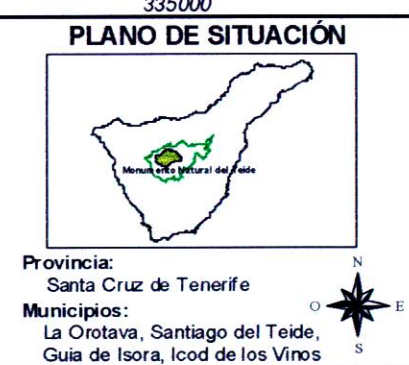 335000
PLANO DE SITUACIÓN
Monumento Natural del Teide
Provincia:
Santa Cruz de Tenerife
Municipios:
La Orotava, Santiago del Teide,
Guia de Isora, Icod de los Vinos
N
O E
S